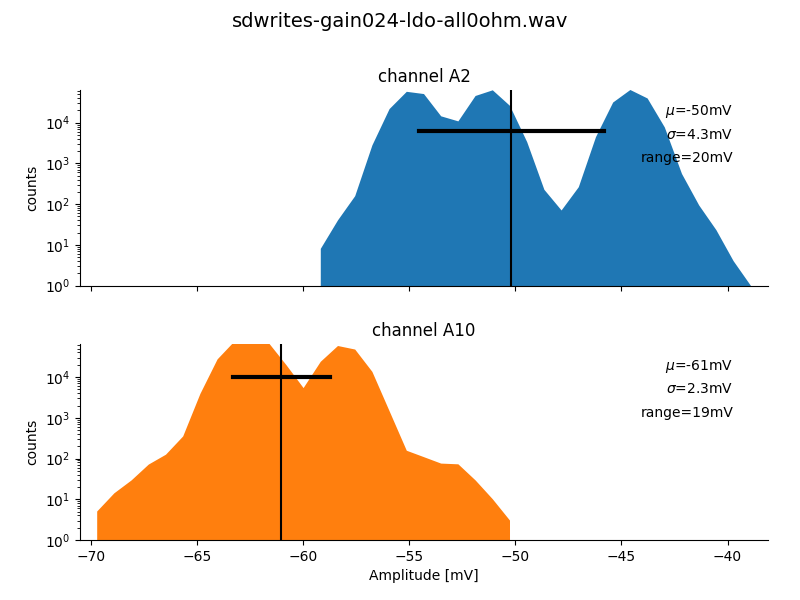 sdwrites-gain024-ldo-all0ohm.wav
channel A2
μ=-50mV
σ=4.3mV
range=20mV
10⁴
10³
10²
10¹
10⁰
counts
channel A10
μ=-61mV
σ=2.3mV
range=19mV
10⁴
10³
10²
10¹
10⁰
counts
−70 −65 −60 −55 −50 −45 −40
Amplitude [mV]